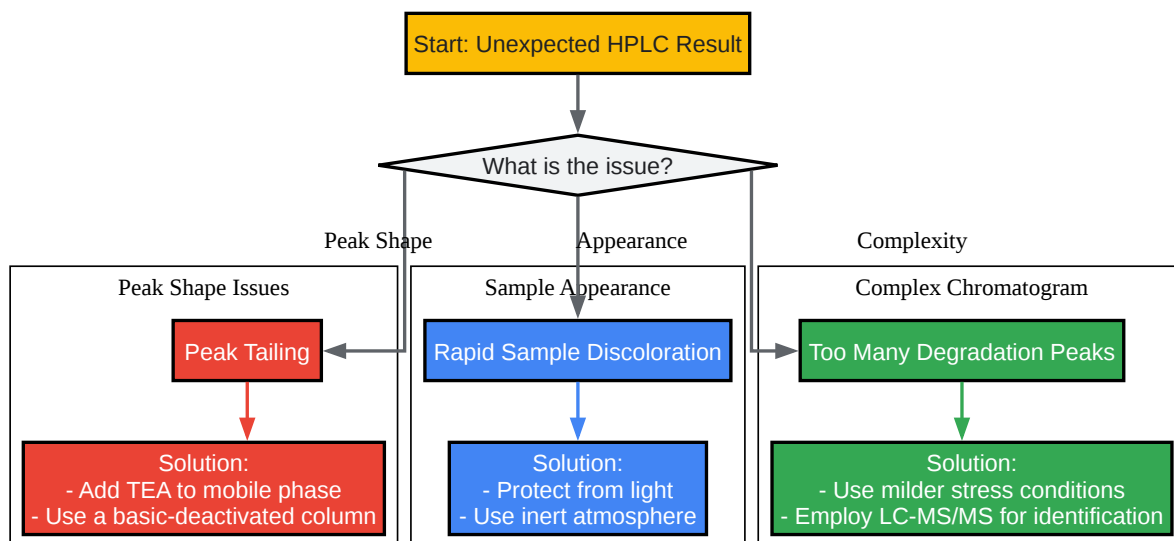 Start: Unexpected HPLC Result
What is the issue?
Peak Shape
Appearance
Complexity
Peak Shape Issues
Sample Appearance
Complex Chromatogram
Peak Tailing
Rapid Sample Discoloration
Too Many Degradation Peaks
Solution:
- Add TEA to mobile phase
- Use a basic-deactivated column
Solution:
- Protect from light
- Use inert atmosphere
Solution:
- Use milder stress conditions
- Employ LC-MS/MS for identification